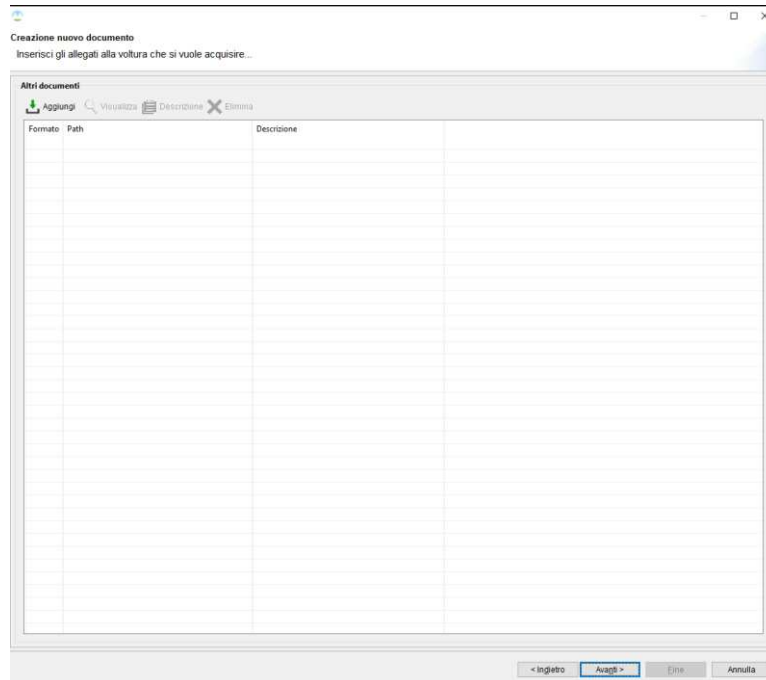 Creazione nuovo documento
Inserisci gli allegati alla voltura che si vuole acquisire...
Altri documenti
Aggiungi Visualizza Descrizione Elimina
Formato Path Descrizione
< Indietro Avanti > Fine Annulla